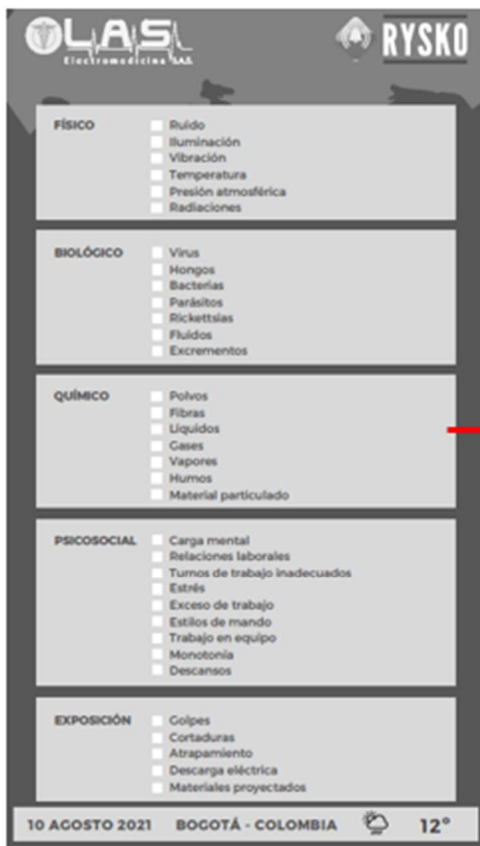 LAS
Electromedicina S.A.S.
RYSKO
FÍSICO
Ruido
Iluminación
Vibración
Temperatura
Presión atmosférica
Radiaciones
BIOLÓGICO
Virus
Hongos
Bacterias
Parásitos
Rickettsias
Fluidos
Excrementos
QUÍMICO
Polvos
Fibras
Líquidos
Gases
Vapores
Humos
Material particulado
PSICOSOCIAL
Carga mental
Relaciones laborales
Turnos de trabajo inadecuados
Estrés
Exceso de trabajo
Estilos de mando
Trabajo en equipo
Monotonía
Descansos
EXPOSICIÓN
Golpes
Cortaduras
Atrapamiento
Descarga eléctrica
Materiales proyectados
10 AGOSTO 2021 BOGOTÁ - COLOMBIA 12°